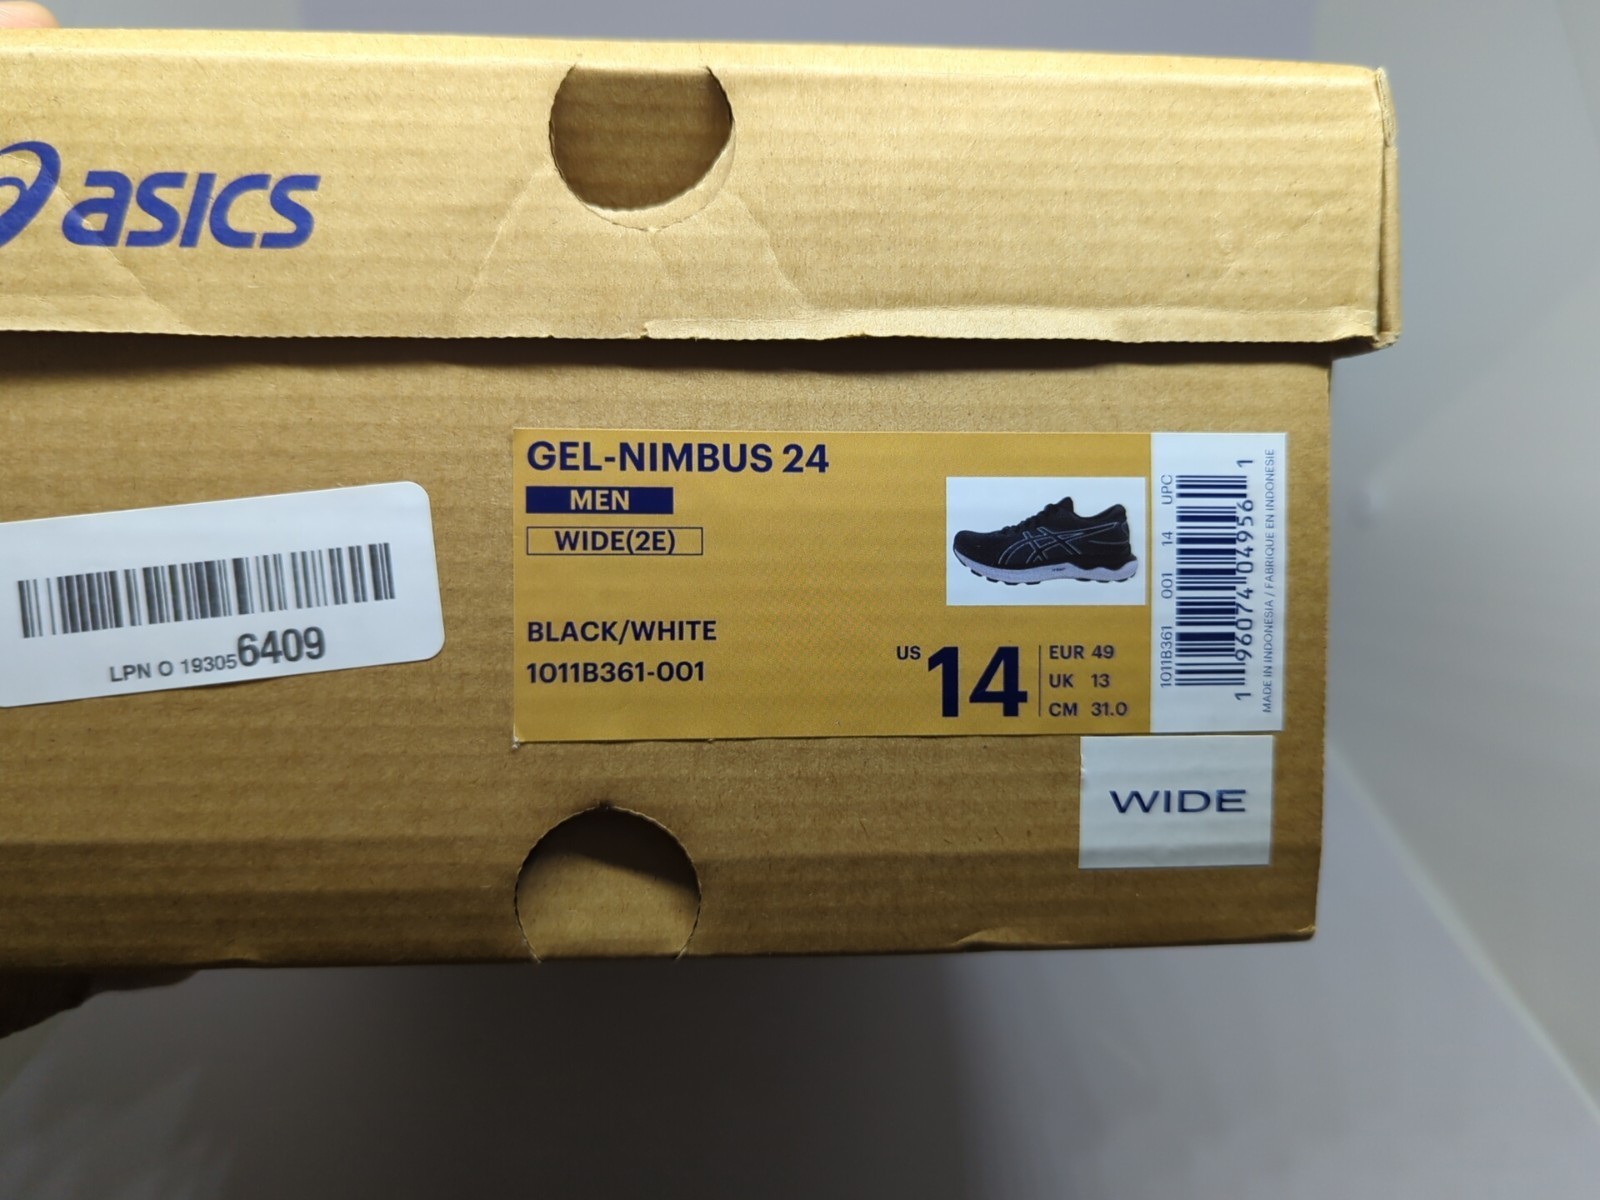 asics
GEL-NIMBUS 24
MEN
WIDE(2E)
BLACK/WHITE
1011B361-001
US 14
EUR 49
UK 13
CM 31.0
1011B361 001 14 UPC
1 96074 04956 1
MADE IN INDONESIA / FABRIQUE EN INDONESIE
WIDE
LPN O 193056409